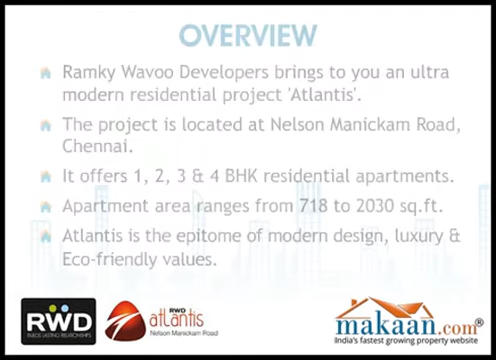 OVERVIEW
Ramky Wavoo Developers brings to you an ultra
modern residential project 'Atlantis'.
The project is located at Nelson Manickam Road,
Chennai.
It offers 1, 2, 3 & 4 BHK residential apartments.
Apartment area ranges from 718 to 2030 sq.ft.
Atlantis is the epitome of modern design, luxury &
Eco-friendly values.
RWD
BUILDS LASTING RELATIONSHIPS
RWD
atlantis
Nelson Manickam Road
makaan.com®
India's fastest growing property website